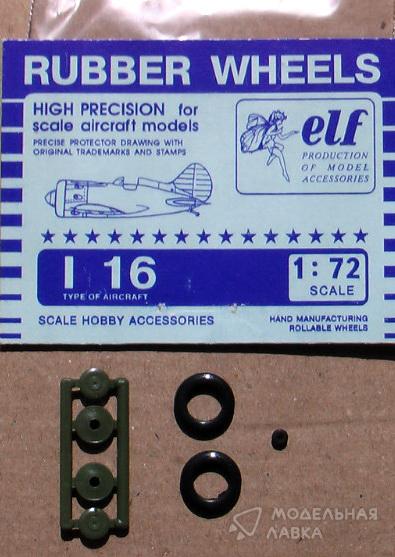 RUBBER WHEELS
HIGH PRECISION for
scale aircraft models
PRECISE PROTECTOR DRAWING WITH
ORIGINAL TRADEMARKS AND STAMPS
elf
PRODUCTION
OF MODEL
ACCESSORIES
I 16
TYPE OF AIRCRAFT
1:72
SCALE
SCALE HOBBY ACCESSORIES
HAND MANUFACTURING
ROLLABLE WHEELS
МОДЕЛЬНАЯ
ЛАВКА